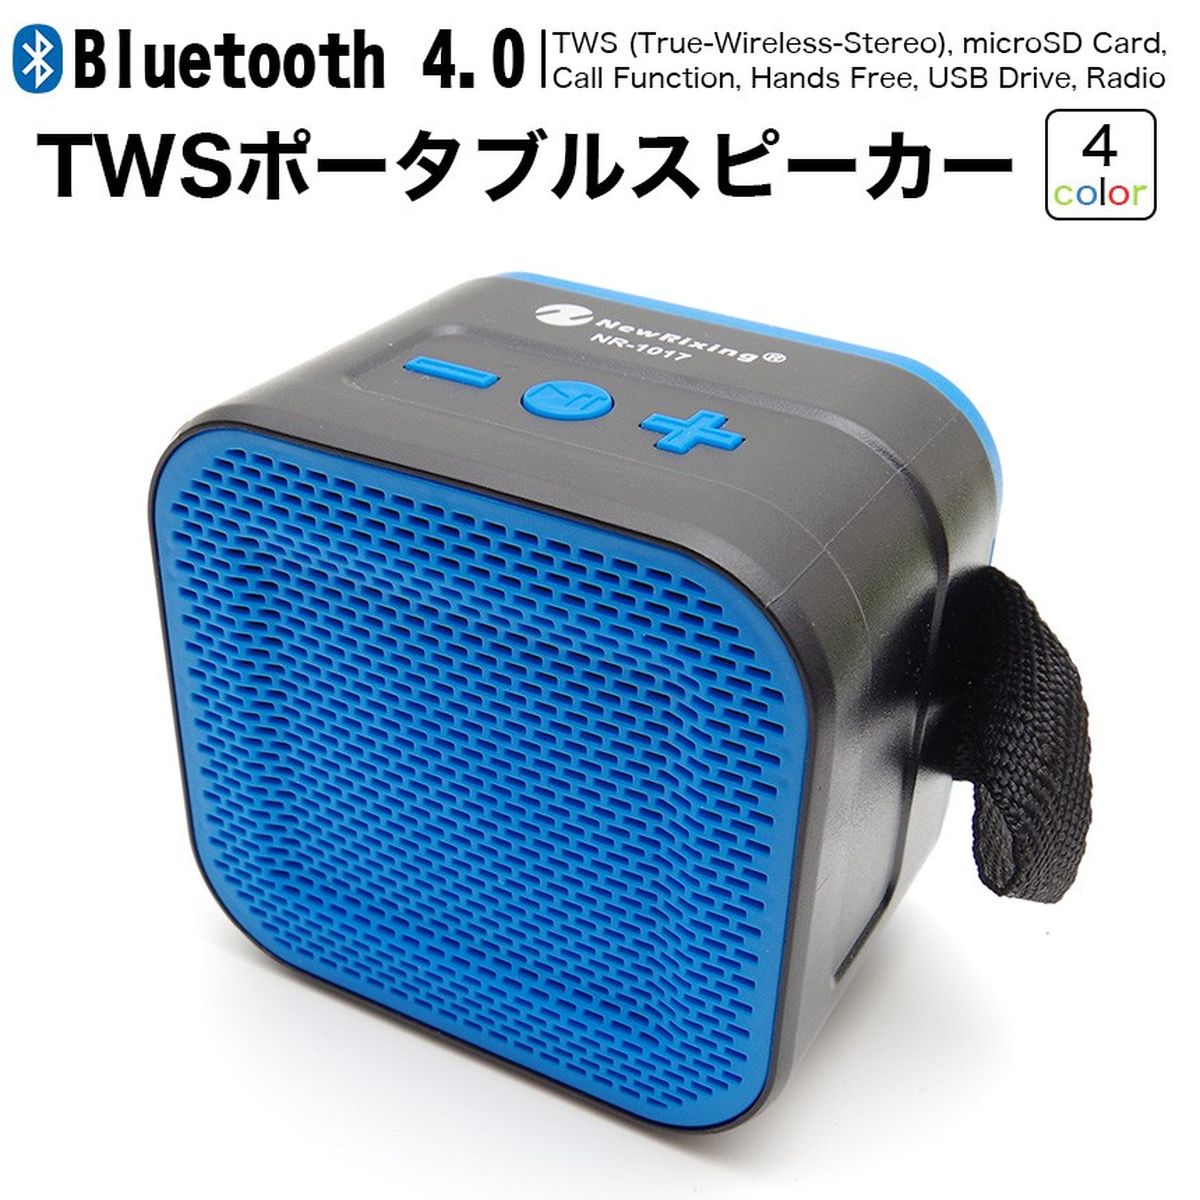 Bluetooth 4.0
TWS (True-Wireless-Stereo), microSD Card,
Call Function, Hands Free, USB Drive, Radio
TWSポータブルスピーカー
4
color
NewRixing®
NR-1017